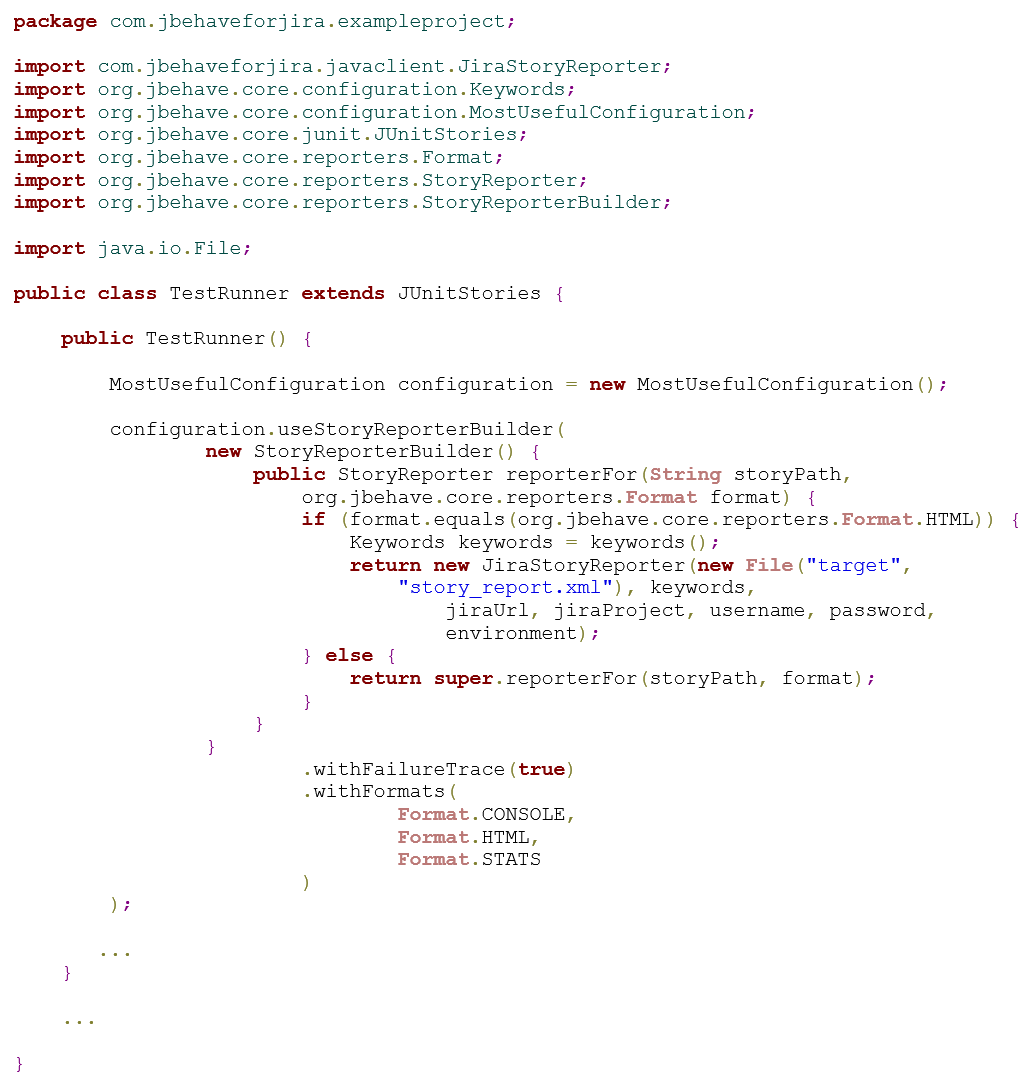 package com.jbehaveforjira.exampleproject;

import com.jbehaveforjira.javaclient.JiraStoryReporter;
import org.jbehave.core.configuration.Keywords;
import org.jbehave.core.configuration.MostUsefulConfiguration;
import org.jbehave.core.junit.JUnitStories;
import org.jbehave.core.reporters.Format;
import org.jbehave.core.reporters.StoryReporter;
import org.jbehave.core.reporters.StoryReporterBuilder;

import java.io.File;

public class TestRunner extends JUnitStories {

    public TestRunner() {

        MostUsefulConfiguration configuration = new MostUsefulConfiguration();

        configuration.useStoryReporterBuilder(
                new StoryReporterBuilder() {
                    public StoryReporter reporterFor(String storyPath,
                        org.jbehave.core.reporters.Format format) {
                        if (format.equals(org.jbehave.core.reporters.Format.HTML)) {
                            Keywords keywords = keywords();
                            return new JiraStoryReporter(new File("target",
                                "story_report.xml"), keywords,
                                    jiraUrl, jiraProject, username, password,
                                    environment);
                        } else {
                            return super.reporterFor(storyPath, format);
                        }
                    }
                }
                        .withFailureTrace(true)
                        .withFormats(
                                Format.CONSOLE,
                                Format.HTML,
                                Format.STATS
                        )
        );

       ...
    }

    ...

}